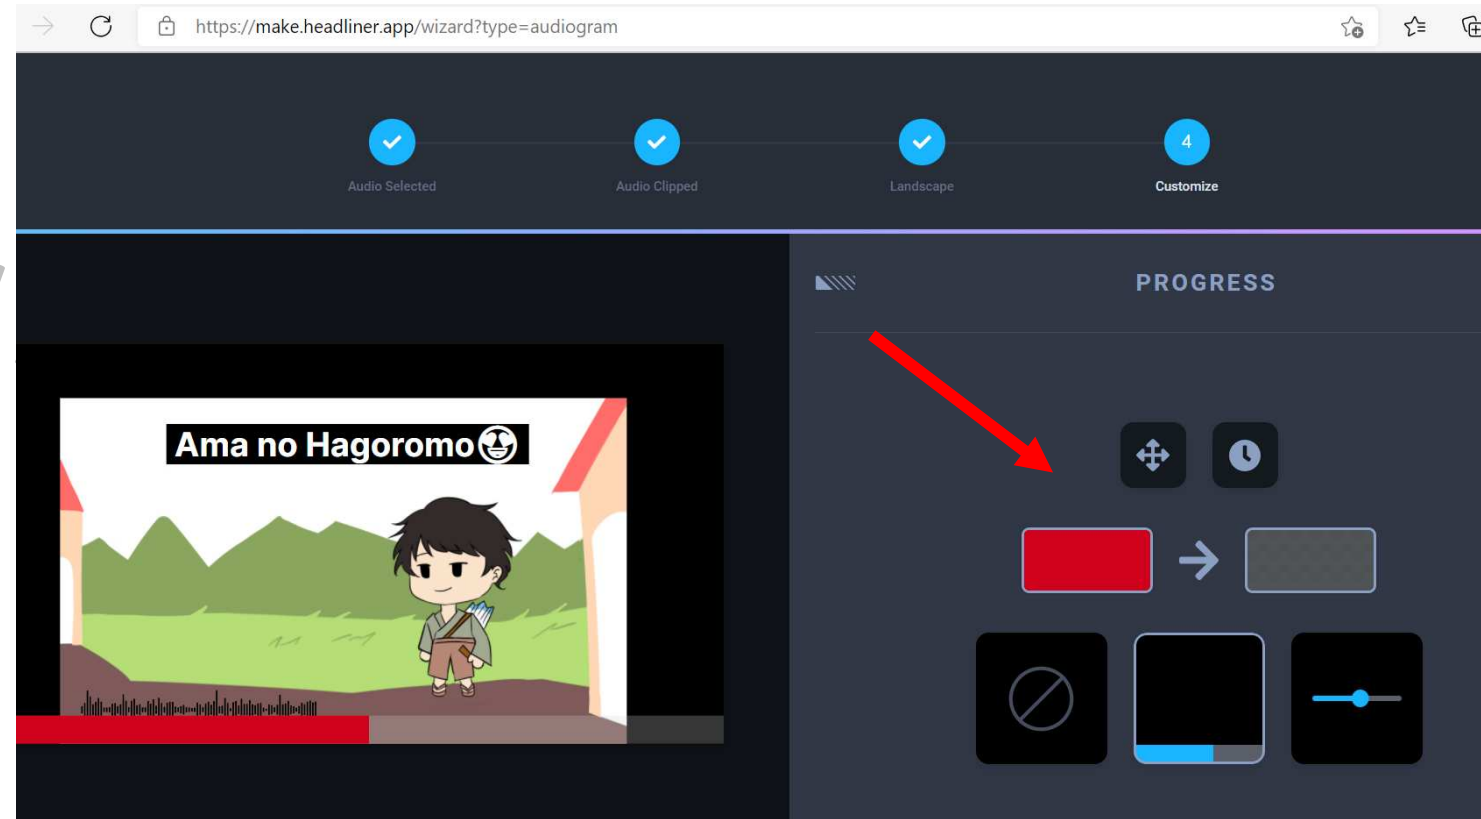 https://make.headliner.app/wizard?type=audiogram
4
Audio Selected
Audio Clipped
Landscape
Customize
PROGRESS
Ama no Hagoromo😍